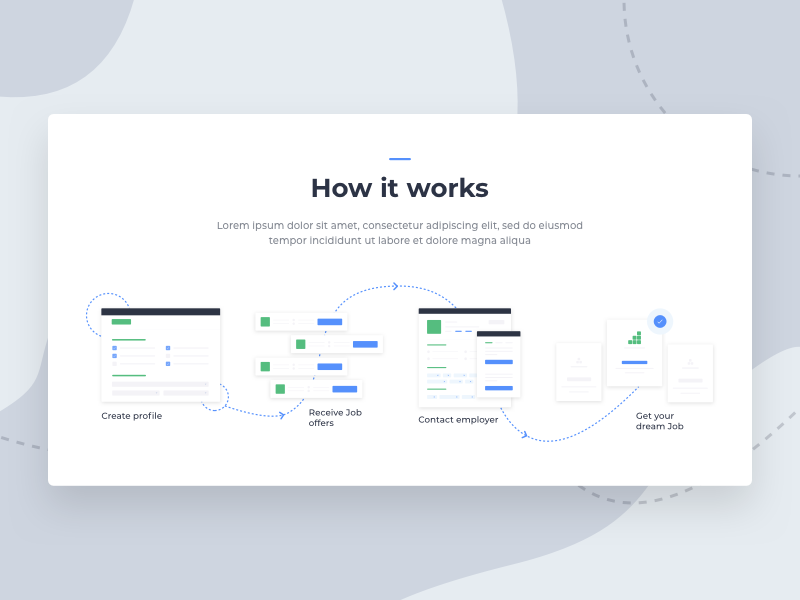 How it works
Lorem ipsum dolor sit amet, consectetur adipiscing elit, sed do eiusmod
tempor incididunt ut labore et dolore magna aliqua
Create profile
Receive Job
offers
Contact employer
Get your
dream Job